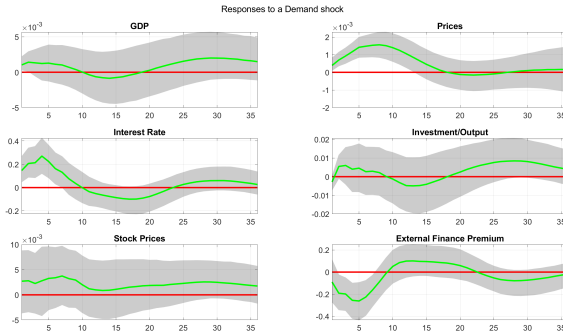 Responses to a Demand shock
GDP
×10⁻³
5
0
-5
5 10 15 20 25 30 35
Prices
×10⁻³
2
1
0
-1
-2
5 10 15 20 25 30 35
Interest Rate
0.4
0.2
0
-0.2
5 10 15 20 25 30 35
Investment/Output
0.02
0.01
0
-0.01
-0.02
5 10 15 20 25 30 35
Stock Prices
×10⁻³
10
5
0
-5
5 10 15 20 25 30 35
External Finance Premium
0.2
0
-0.2
-0.4
5 10 15 20 25 30 35